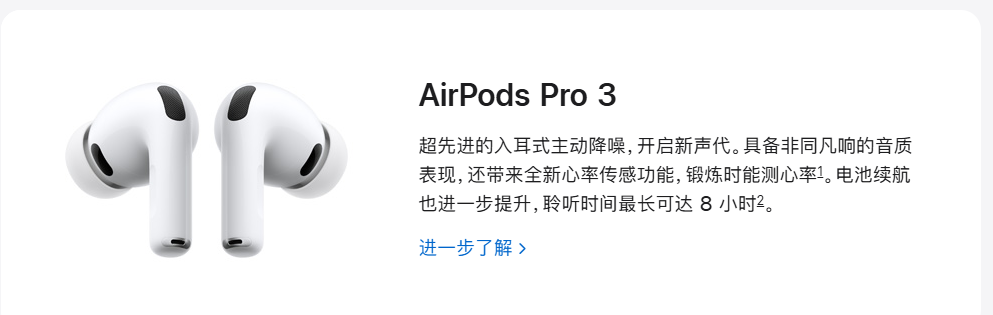 AirPods Pro 3
超先进的入耳式主动降噪，开启新声代。具备非同凡响的音质
表现，还带来全新心率传感功能，锻炼时能测心率1。电池续航
也进一步提升，聆听时间最长可达 8 小时2。
进一步了解 >